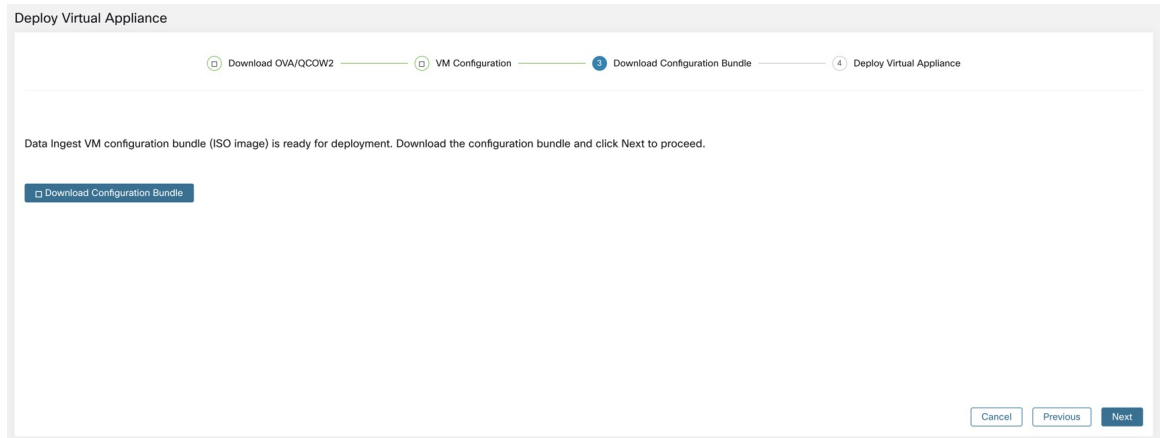 Deploy Virtual Appliance
Download OVA/QCOW2 VM Configuration 3 Download Configuration Bundle 4 Deploy Virtual Appliance
Data Ingest VM configuration bundle (ISO image) is ready for deployment. Download the configuration bundle and click Next to proceed.
Download Configuration Bundle
Cancel Previous Next